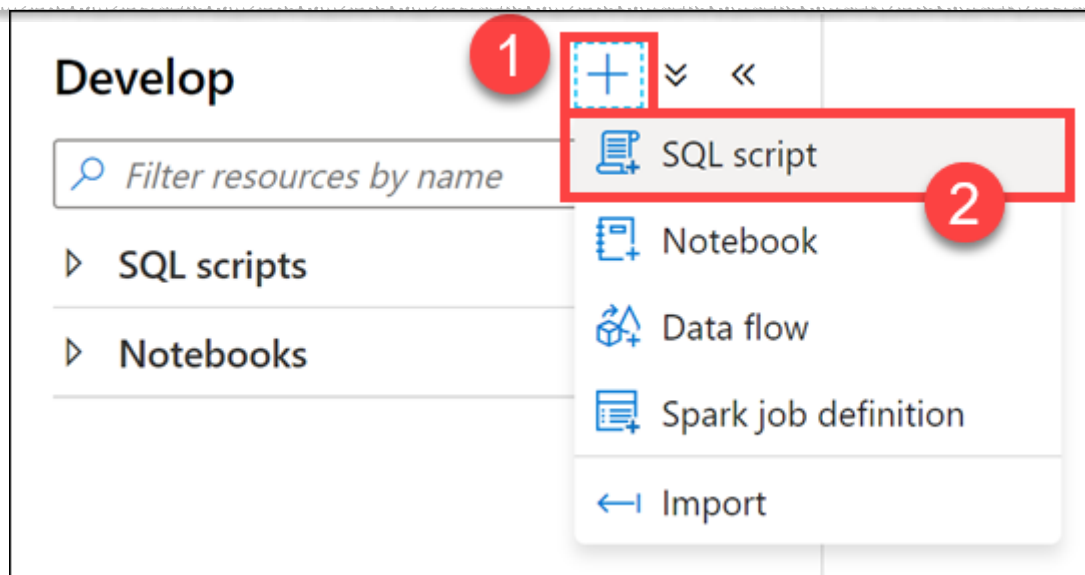 Develop
1
SQL script
2
Filter resources by name
Notebook
SQL scripts
Data flow
Notebooks
Spark job definition
Import